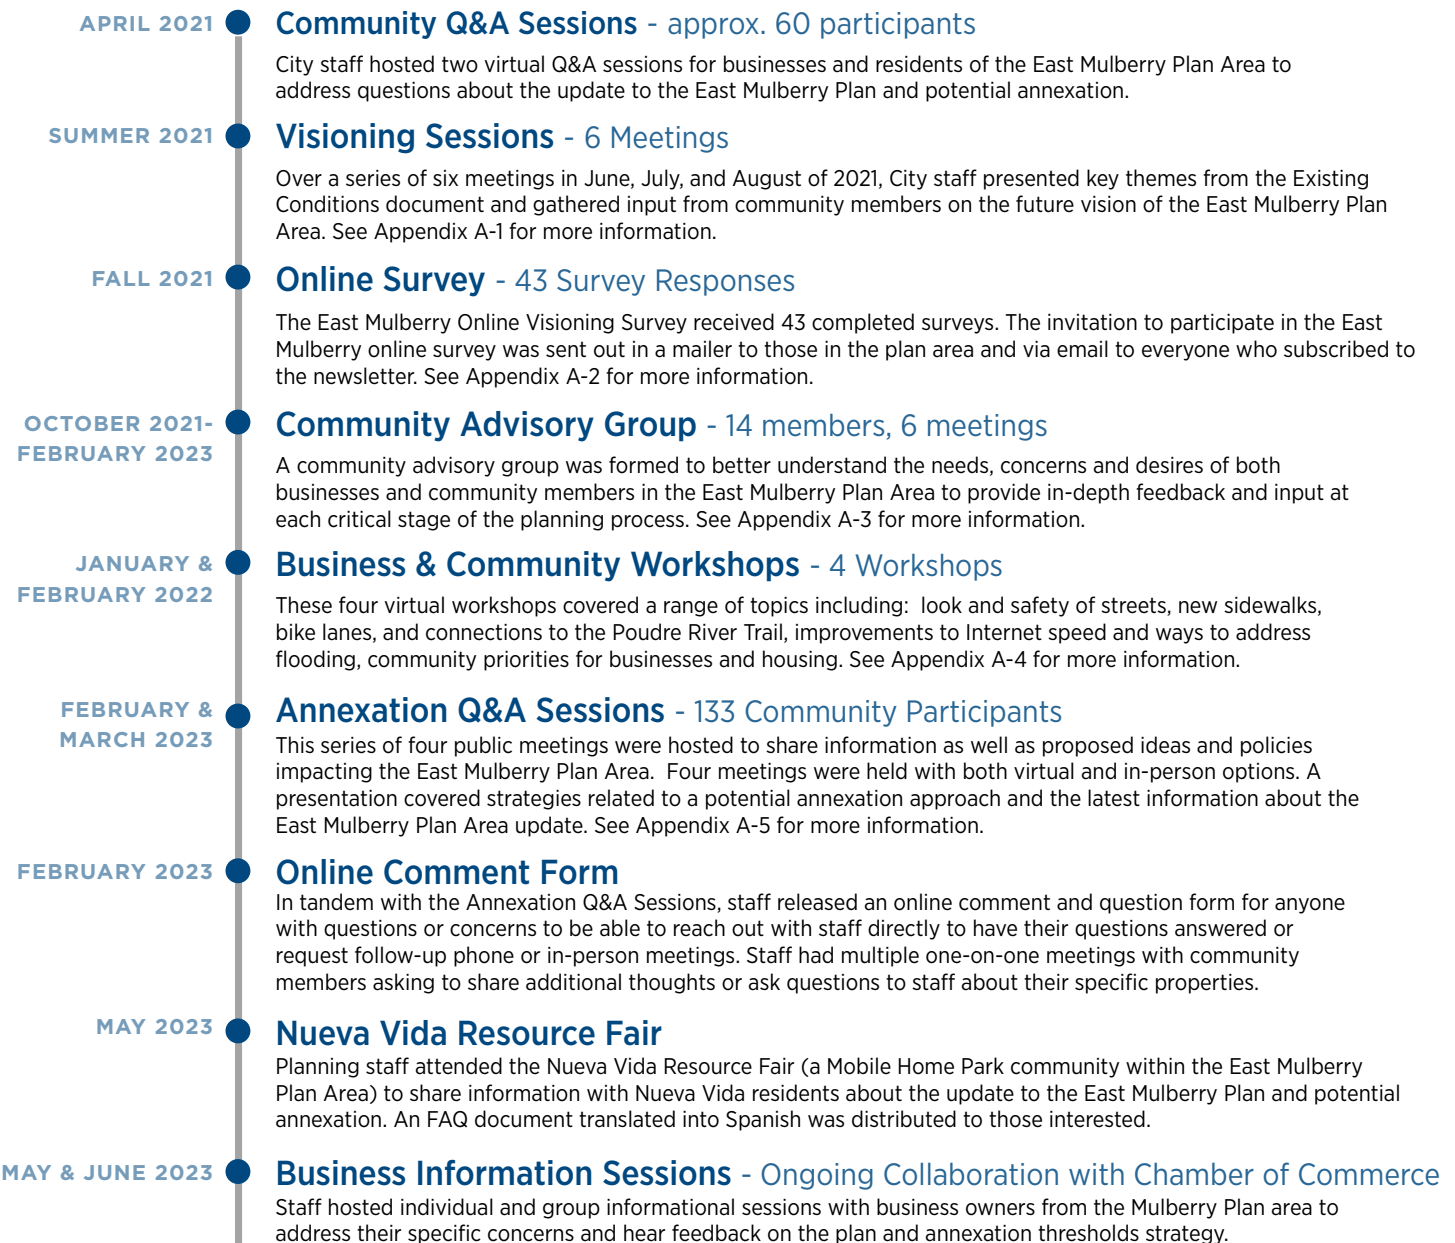 APRIL 2021
Community Q&A Sessions - approx. 60 participants
City staff hosted two virtual Q&A sessions for businesses and residents of the East Mulberry Plan Area to
address questions about the update to the East Mulberry Plan and potential annexation.
SUMMER 2021
Visioning Sessions - 6 Meetings
Over a series of six meetings in June, July, and August of 2021, City staff presented key themes from the Existing
Conditions document and gathered input from community members on the future vision of the East Mulberry Plan
Area. See Appendix A-1 for more information.
FALL 2021
Online Survey - 43 Survey Responses
The East Mulberry Online Visioning Survey received 43 completed surveys. The invitation to participate in the East
Mulberry online survey was sent out in a mailer to those in the plan area and via email to everyone who subscribed to
the newsletter. See Appendix A-2 for more information.
OCTOBER 2021-
FEBRUARY 2023
Community Advisory Group - 14 members, 6 meetings
A community advisory group was formed to better understand the needs, concerns and desires of both
businesses and community members in the East Mulberry Plan Area to provide in-depth feedback and input at
each critical stage of the planning process. See Appendix A-3 for more information.
JANUARY &
FEBRUARY 2022
Business & Community Workshops - 4 Workshops
These four virtual workshops covered a range of topics including:  look and safety of streets, new sidewalks,
bike lanes, and connections to the Poudre River Trail, improvements to Internet speed and ways to address
flooding, community priorities for businesses and housing. See Appendix A-4 for more information.
FEBRUARY &
MARCH 2023
Annexation Q&A Sessions - 133 Community Participants
This series of four public meetings were hosted to share information as well as proposed ideas and policies
impacting the East Mulberry Plan Area.  Four meetings were held with both virtual and in-person options. A
presentation covered strategies related to a potential annexation approach and the latest information about the
East Mulberry Plan Area update. See Appendix A-5 for more information.
FEBRUARY 2023
Online Comment Form
In tandem with the Annexation Q&A Sessions, staff released an online comment and question form for anyone
with questions or concerns to be able to reach out with staff directly to have their questions answered or
request follow-up phone or in-person meetings. Staff had multiple one-on-one meetings with community
members asking to share additional thoughts or ask questions to staff about their specific properties.
MAY 2023
Nueva Vida Resource Fair
Planning staff attended the Nueva Vida Resource Fair (a Mobile Home Park community within the East Mulberry
Plan Area) to share information with Nueva Vida residents about the update to the East Mulberry Plan and potential
annexation. An FAQ document translated into Spanish was distributed to those interested.
MAY & JUNE 2023
Business Information Sessions - Ongoing Collaboration with Chamber of Commerce
Staff hosted individual and group informational sessions with business owners from the Mulberry Plan area to
address their specific concerns and hear feedback on the plan and annexation thresholds strategy.